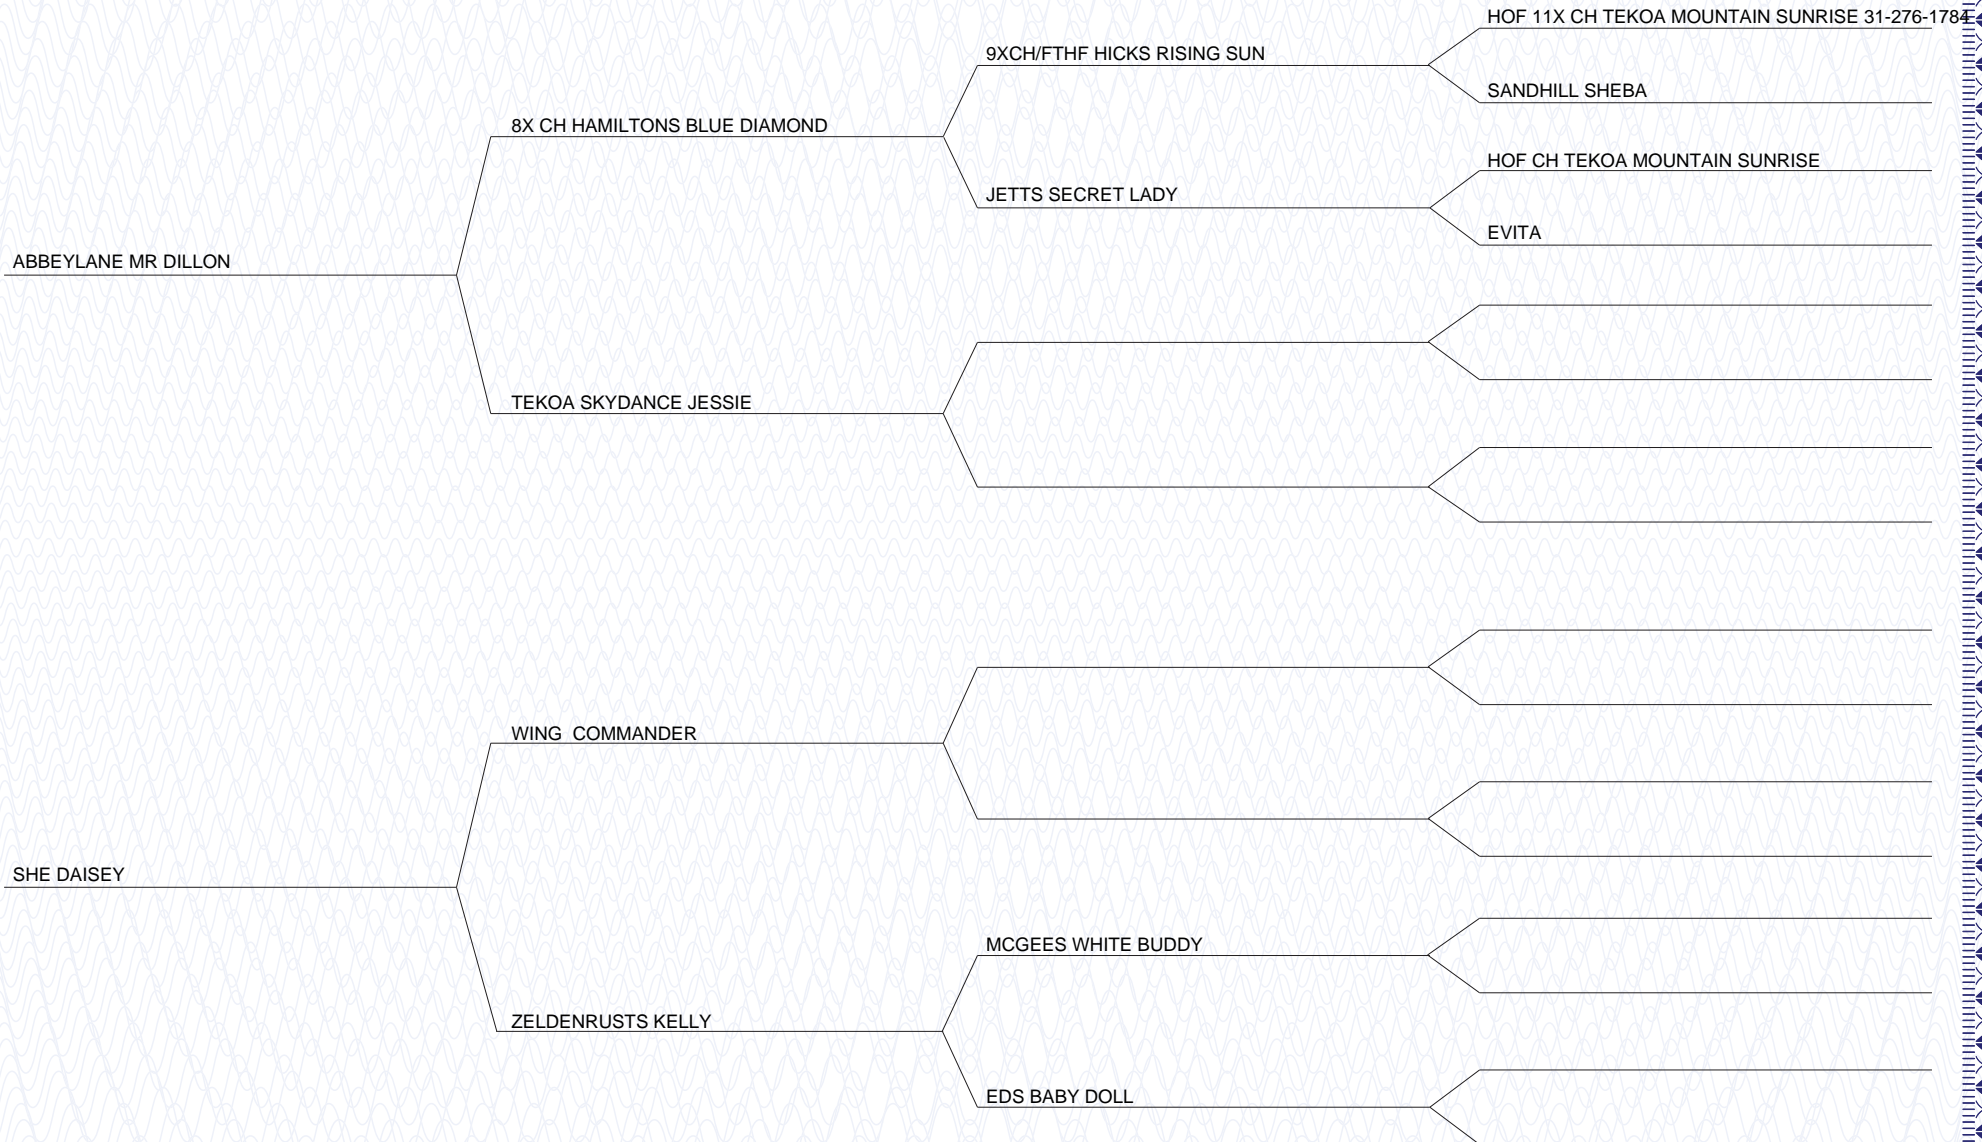 HOF 11X CH TEKOA MOUNTAIN SUNRISE 31-276-1784
9XCH/FTHF HICKS RISING SUN
SANDHILL SHEBA
8X CH HAMILTONS BLUE DIAMOND
HOF CH TEKOA MOUNTAIN SUNRISE
JETTS SECRET LADY
EVITA
ABBEYLANE MR DILLON
TEKOA SKYDANCE JESSIE
WING  COMMANDER
SHE DAISEY
MCGEES WHITE BUDDY
ZELDENRUSTS KELLY
EDS BABY DOLL